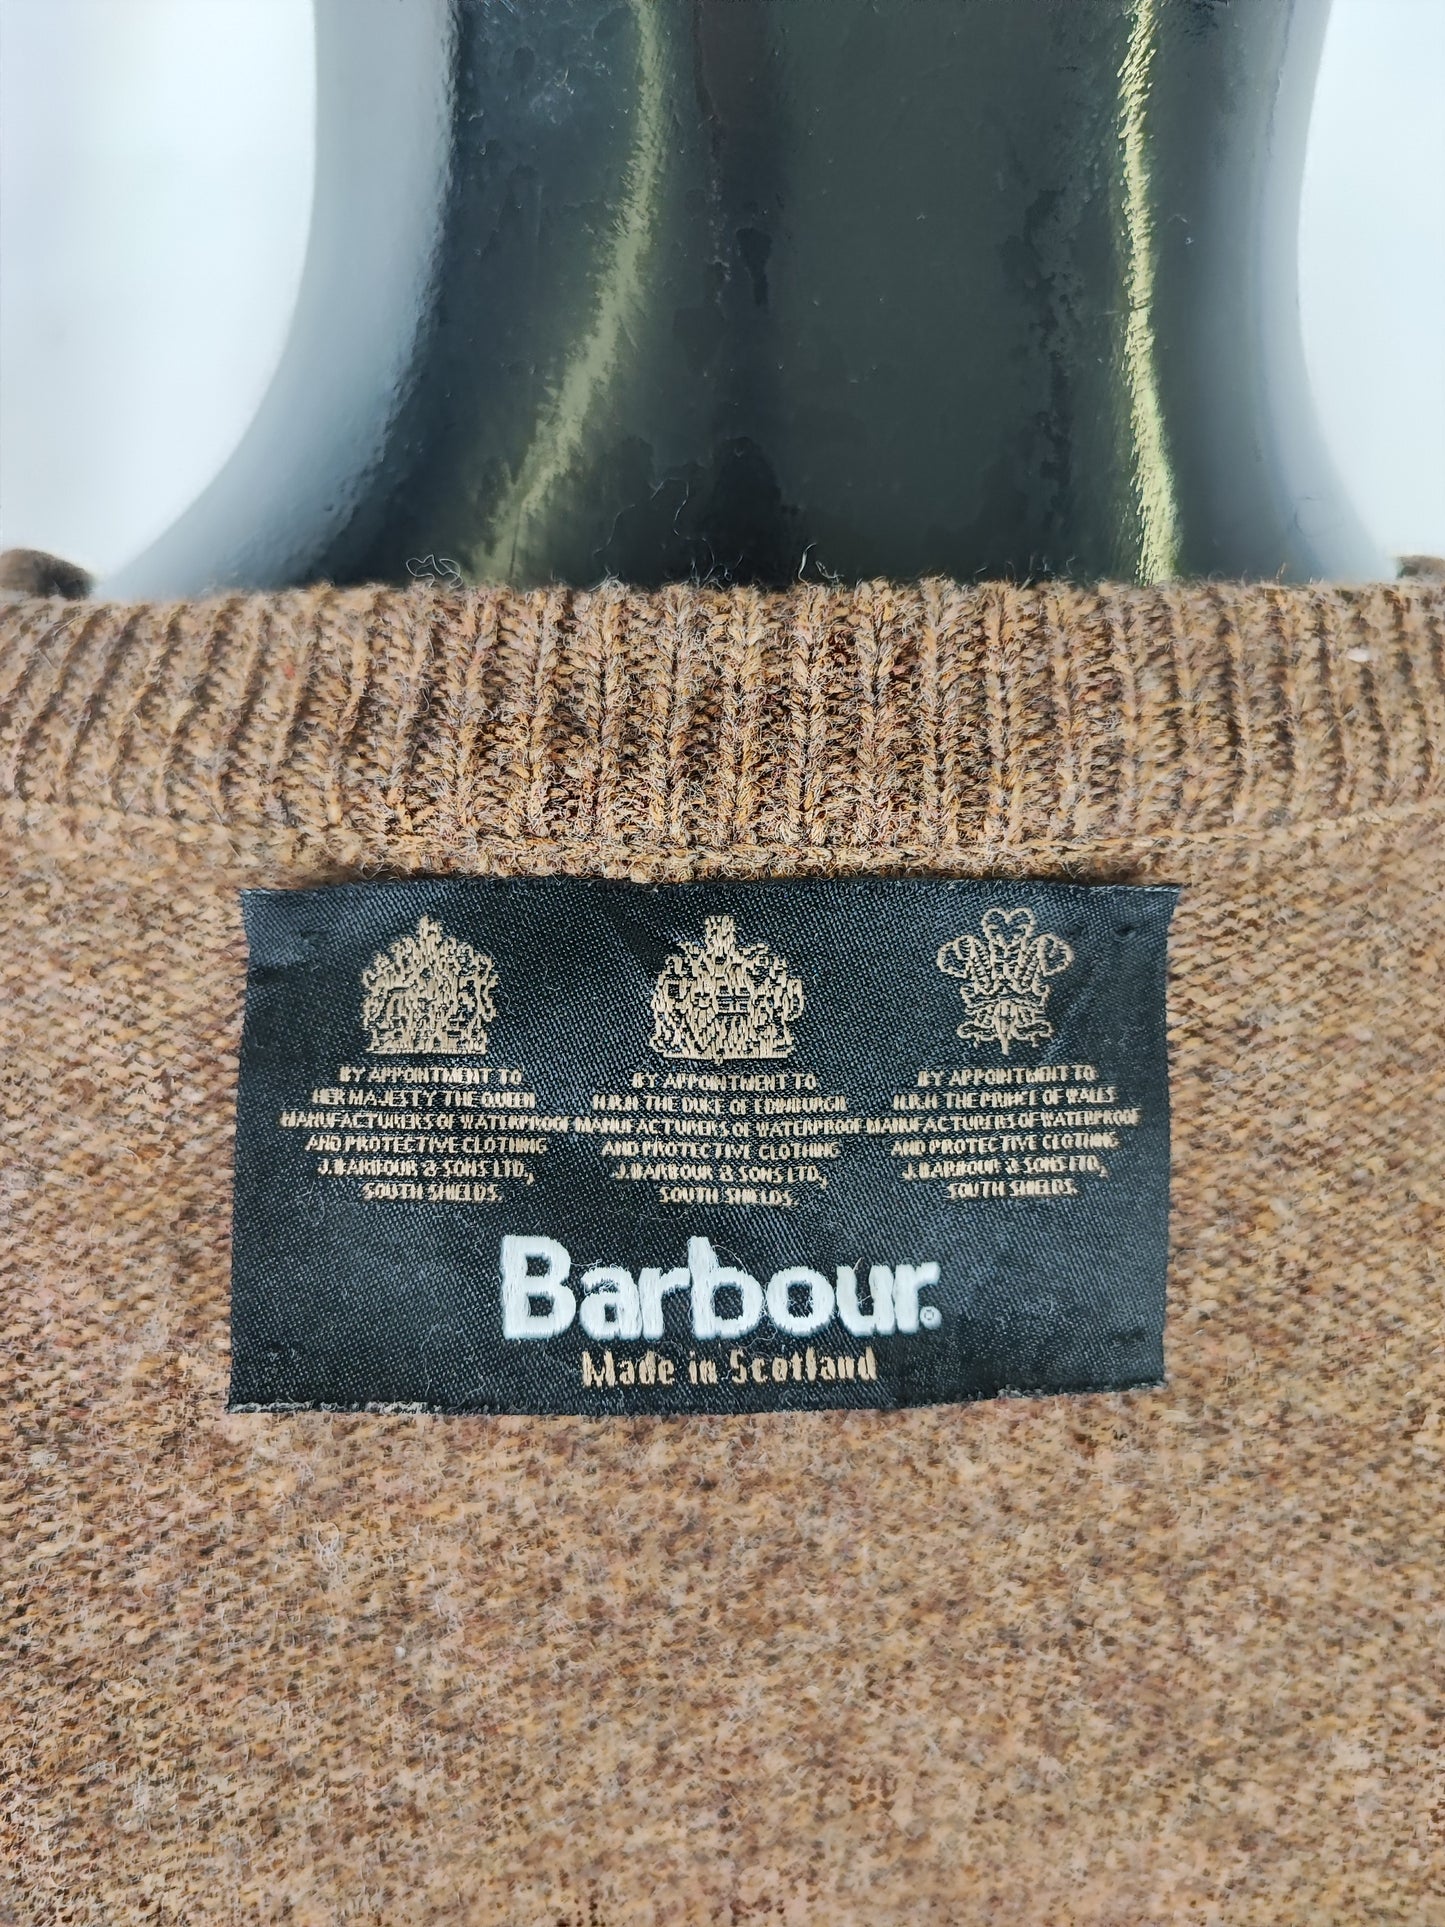 BY APPOINTMENT TO
HER MAJESTY THE QUEEN
MANUFACTURERS OF WATERPROOF
AND PROTECTIVE CLOTHING
J. BARBOUR & SONS LTD,
SOUTH SHIELDS.
BY APPOINTMENT TO
H.R.H THE DUKE OF EDINBURGH
MANUFACTURERS OF WATERPROOF
AND PROTECTIVE CLOTHING
J. BARBOUR & SONS LTD,
SOUTH SHIELDS.
BY APPOINTMENT TO
H.R.H THE PRINCE OF WALES
MANUFACTURERS OF WATERPROOF
AND PROTECTIVE CLOTHING
J. BARBOUR & SONS LTD,
SOUTH SHIELDS.
Barbour®
Made in Scotland